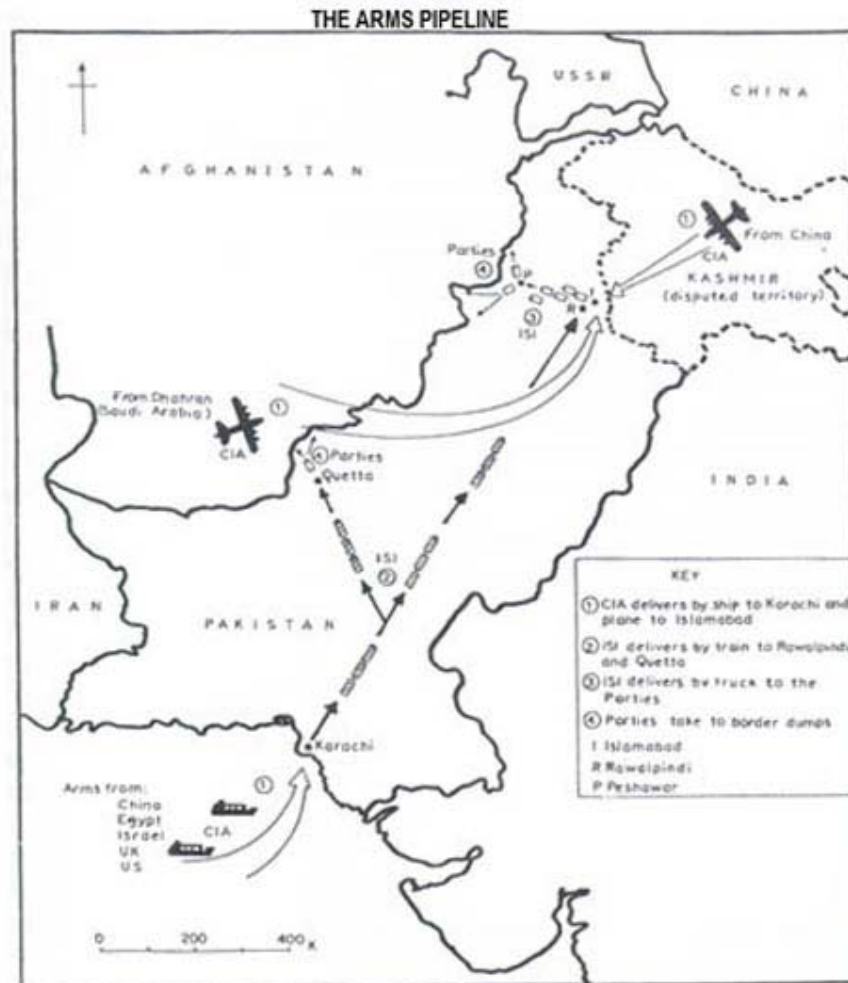 THE ARMS PIPELINE
USSR
CHINA
AFGHANISTAN
Parties
4
P
3
ISI
R
I
1
From China
CIA
KASHMIR
(disputed territory)
From Dhahran
(Saudi Arabia)
1
CIA
4 Parties
Quetta
INDIA
ISI
2
IRAN
PAKISTAN
KEY
1 CIA delivers by ship to Karachi and
plane to Islamabad
2 ISI delivers by train to Rawalpindi
and Quetta
3 ISI delivers by truck to the
Parties
4 Parties take to border dumps
I Islamabad
R Rawalpindi
P Peshawar
Karachi
Arms from:
China
Egypt
Israel
UK
US
1
CIA
0 200 400 K